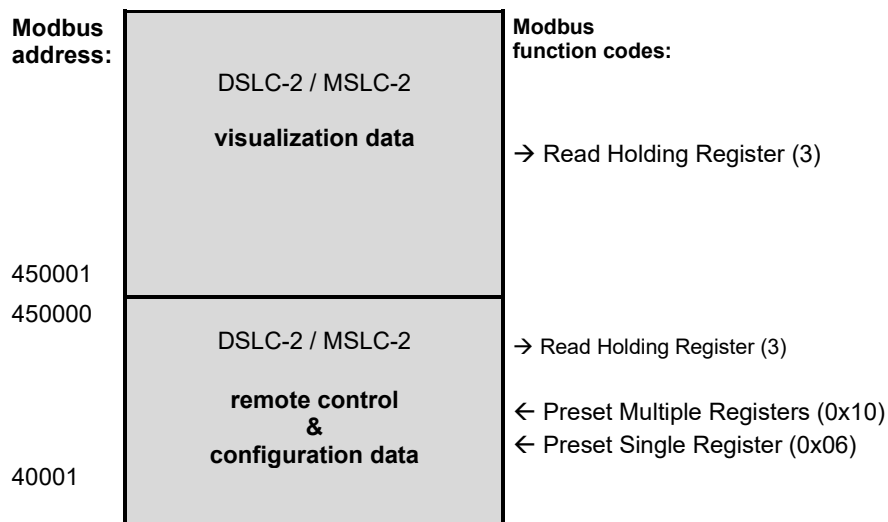 Modbus
address:
Modbus
function codes:
DSLC-2 / MSLC-2
visualization data
→ Read Holding Register (3)
450001
450000
DSLC-2 / MSLC-2
→ Read Holding Register (3)
remote control
&
configuration data
← Preset Multiple Registers (0x10)
← Preset Single Register (0x06)
40001